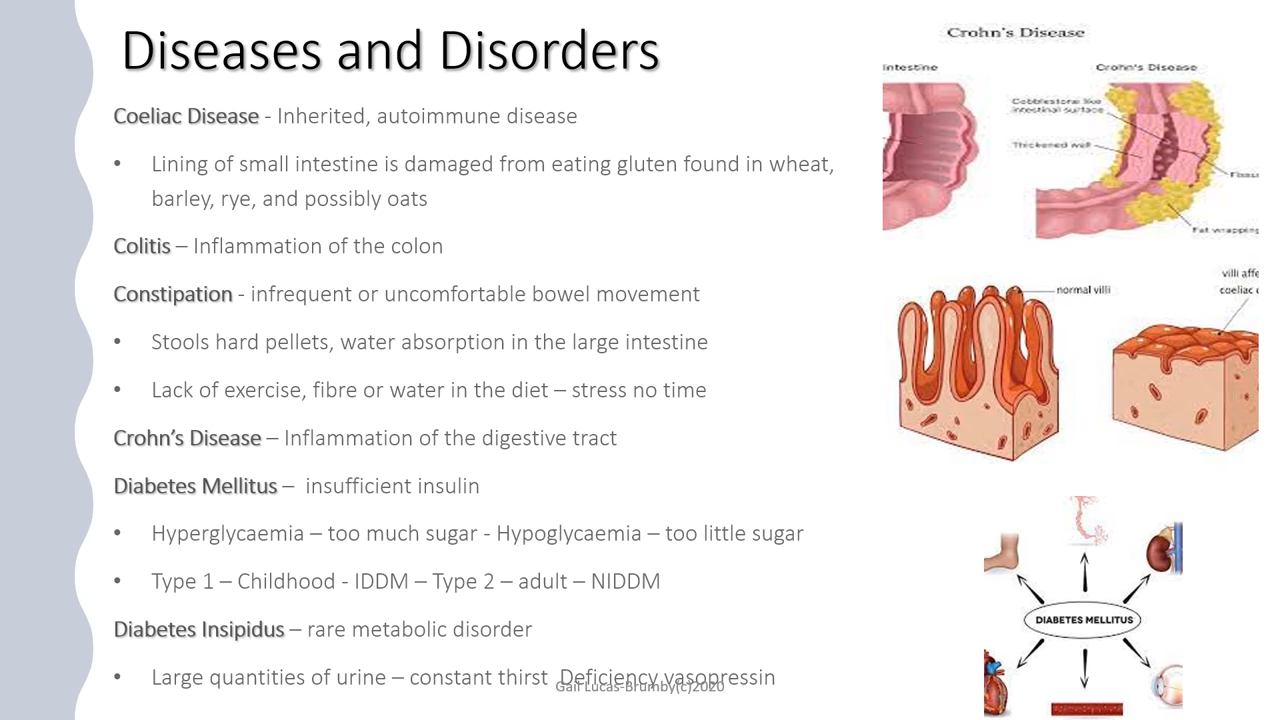 Diseases and Disorders
Coeliac Disease - Inherited, autoimmune disease
• Lining of small intestine is damaged from eating gluten found in wheat,
barley, rye, and possibly oats
Colitis – Inflammation of the colon
Constipation - infrequent or uncomfortable bowel movement
• Stools hard pellets, water absorption in the large intestine
• Lack of exercise, fibre or water in the diet – stress no time
Crohn’s Disease – Inflammation of the digestive tract
Diabetes Mellitus –  insufficient insulin
• Hyperglycaemia – too much sugar - Hypoglycaemia – too little sugar
• Type 1 – Childhood - IDDM – Type 2 – adult – NIDDM
Diabetes Insipidus – rare metabolic disorder
• Large quantities of urine – constant thirst  Deficiency vasopressin
Gail Lucas-Brumby(c)2020
Crohn's Disease
intestine
Crohn's Disease
Cobblestone like
intestinal surface
Thickened wall
Fat wrapping
normal villi
villi
coeliac
DIABETES MELLITUS